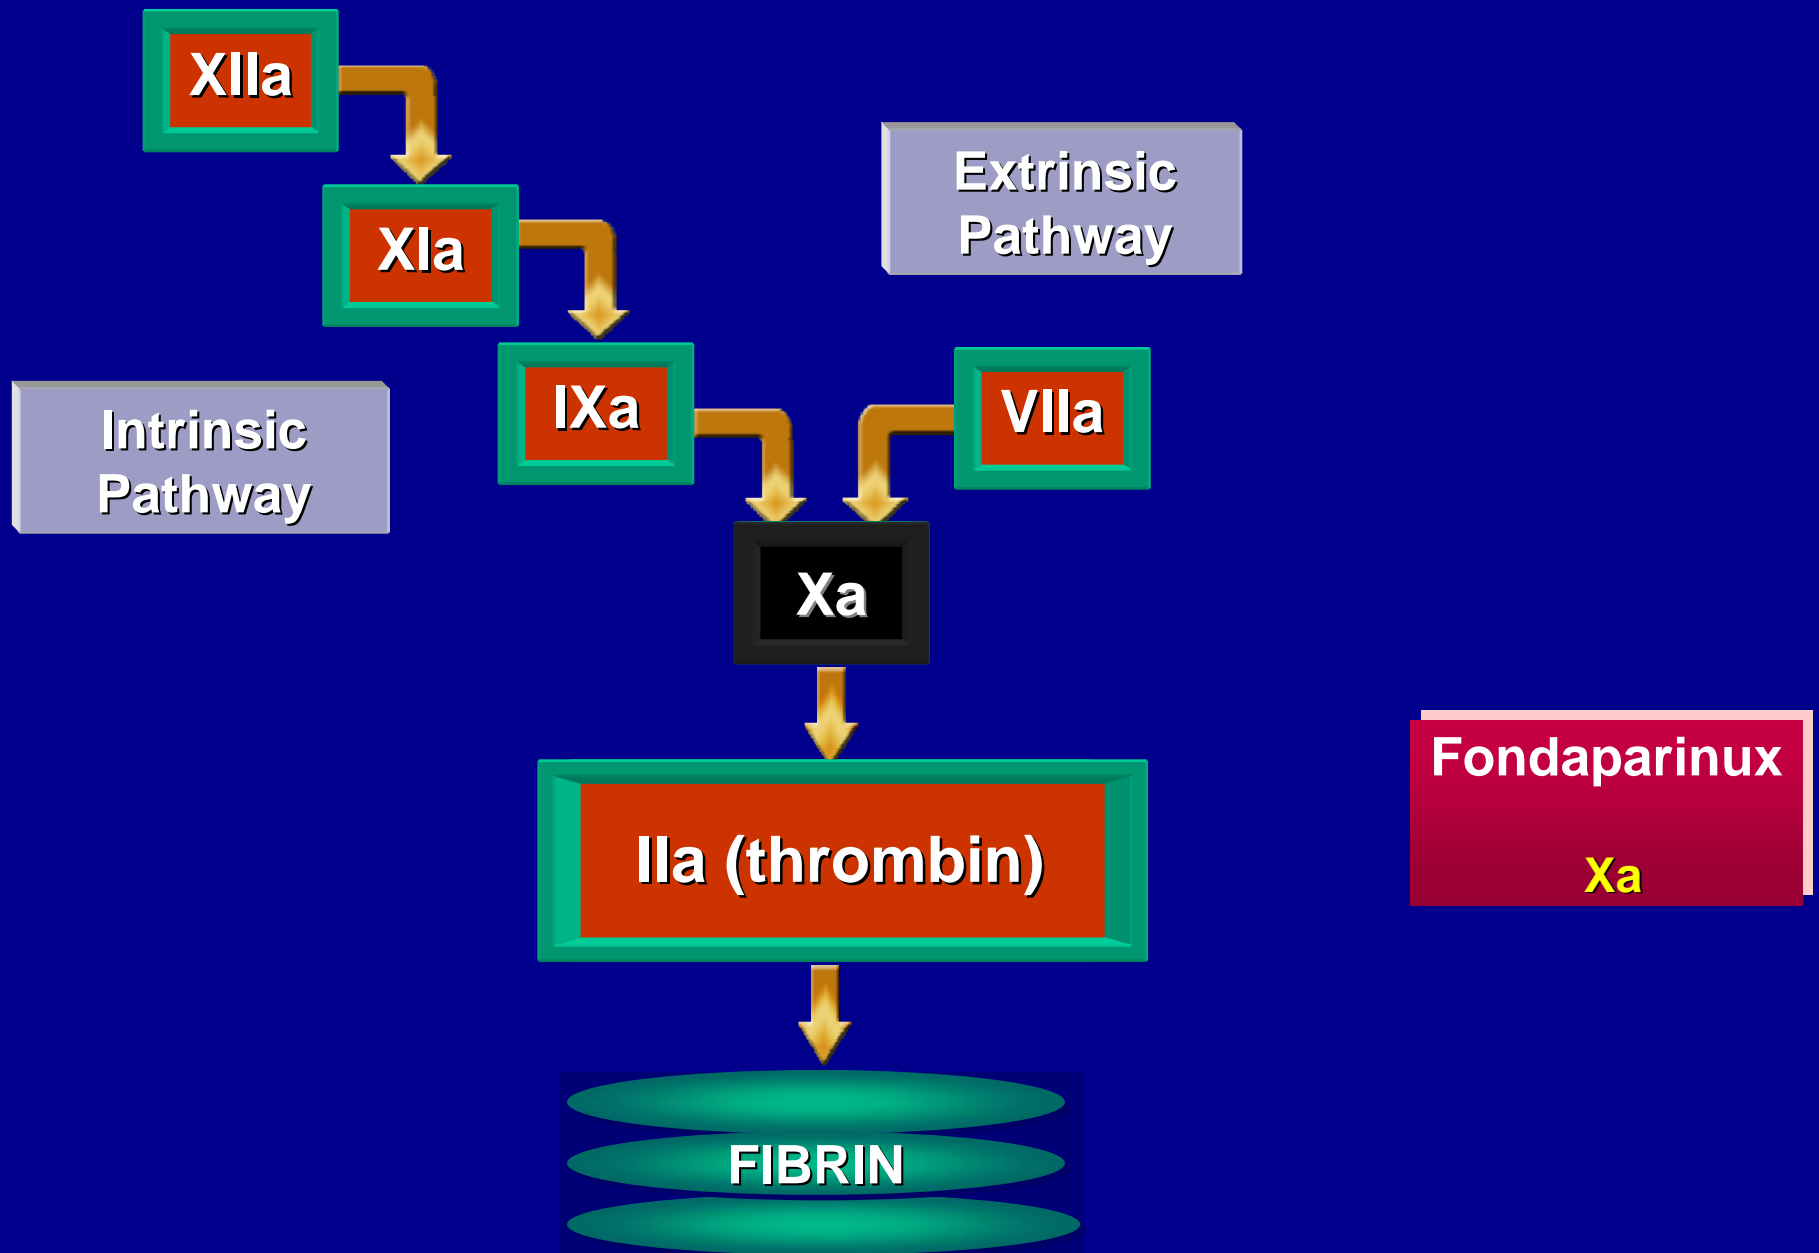 XIIa
Extrinsic
Pathway
XIa
IXa
VIIa
Intrinsic
Pathway
Xa
IIa (thrombin)
Fondaparinux
Xa
FIBRIN